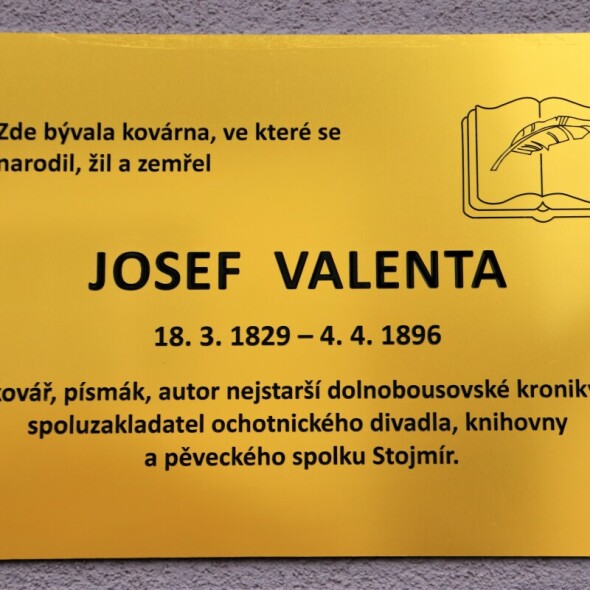 Zde bývala kovárna, ve které se
narodil, žil a zemřel
JOSEF VALENTA
18. 3. 1829 – 4. 4. 1896
kovář, písmák, autor nejstarší dolnobousovské kroniky
spoluzakladatel ochotnického divadla, knihovny
a pěveckého spolku Stojmír.